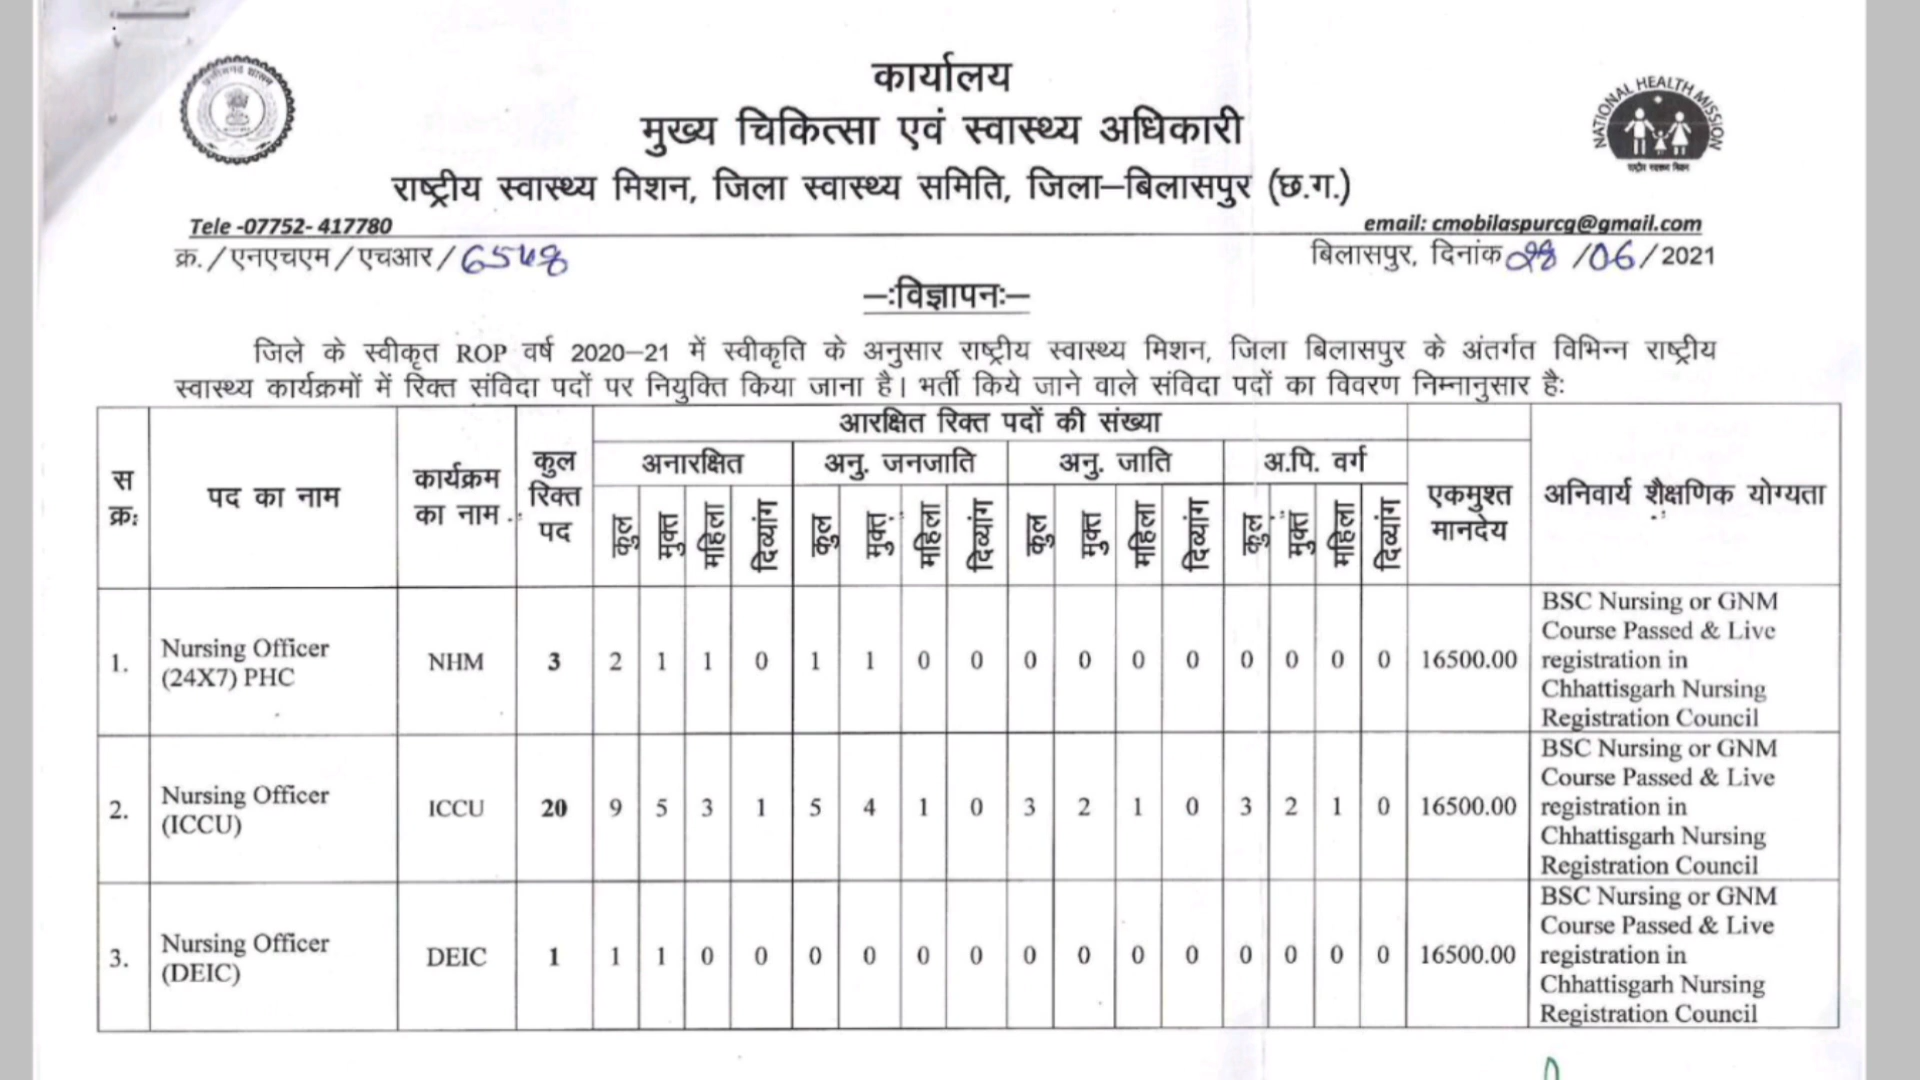 कार्यालय
मुख्य चिकित्सा एवं स्वास्थ्य अधिकारी
राष्ट्रीय स्वास्थ्य मिशन, जिला स्वास्थ्य समिति, जिला–बिलासपुर (छ.ग.)
NATIONAL HEALTH MISSION
Tele -07752- 417780 email: cmobilaspurcg@gmail.com
क्र./एनएचएम/एचआर/6548 बिलासपुर, दिनांक 28/06/2021
–:विज्ञापनः–
जिले के स्वीकृत ROP वर्ष 2020–21 में स्वीकृति के अनुसार राष्ट्रीय स्वास्थ्य मिशन, जिला बिलासपुर के अंतर्गत विभिन्न राष्ट्रीय
स्वास्थ्य कार्यक्रमों में रिक्त संविदा पदों पर नियुक्ति किया जाना है। भर्ती किये जाने वाले संविदा पदों का विवरण निम्नानुसार हैः
स क्रः पद का नाम कार्यक्रम का नाम कुल रिक्त पद आरक्षित रिक्त पदों की संख्या एकमुश्त मानदेय अनिवार्य शैक्षणिक योग्यता
अनारक्षित अनु. जनजाति अनु. जाति अ.पि. वर्ग
कुल मुक्त महिला दिव्यांग कुल मुक्त महिला दिव्यांग कुल मुक्त महिला दिव्यांग कुल मुक्त महिला दिव्यांग
1. Nursing Officer (24X7) PHC NHM 3 2 1 1 0 1 1 0 0 0 0 0 0 0 0 0 0 16500.00 BSC Nursing or GNM
Course Passed & Live
registration in
Chhattisgarh Nursing
Registration Council
2. Nursing Officer (ICCU) ICCU 20 9 5 3 1 5 4 1 0 3 2 1 0 3 2 1 0 16500.00 BSC Nursing or GNM
Course Passed & Live
registration in
Chhattisgarh Nursing
Registration Council
3. Nursing Officer (DEIC) DEIC 1 1 1 0 0 0 0 0 0 0 0 0 0 0 0 0 0 16500.00 BSC Nursing or GNM
Course Passed & Live
registration in
Chhattisgarh Nursing
Registration Council